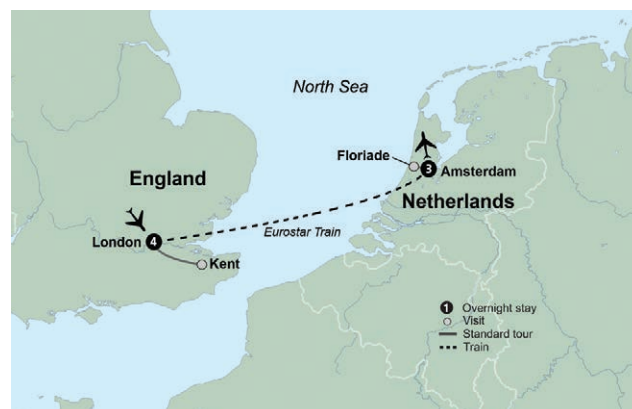 North Sea
Floriade
3
Amsterdam
England
Netherlands
Eurostar Train
London
4
Kent
1 Overnight stay
Visit
Standard tour
Train